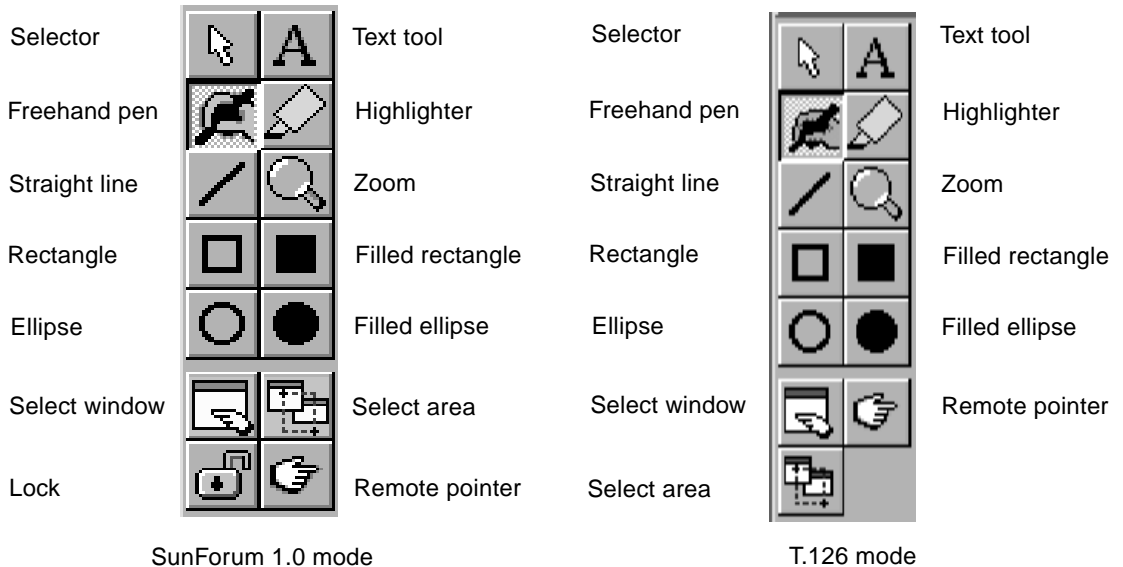 Selector
Text tool
Freehand pen
Highlighter
Straight line
Zoom
Rectangle
Filled rectangle
Ellipse
Filled ellipse
Select window
Select area
Lock
Remote pointer
SunForum 1.0 mode
Selector
Text tool
Freehand pen
Highlighter
Straight line
Zoom
Rectangle
Filled rectangle
Ellipse
Filled ellipse
Select window
Remote pointer
Select area
T.126 mode